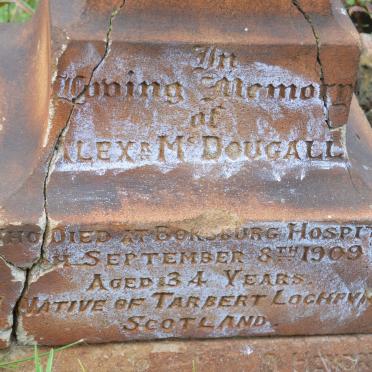 In
Loving Memory
of
ALEXR McDOUGALL
WHO DIED AT BOKSBURG HOSPIT
SEPTEMBER 8TH 1909
AGED 34 YEARS.
NATIVE OF TARBERT LOCHFYN
SCOTLAND.